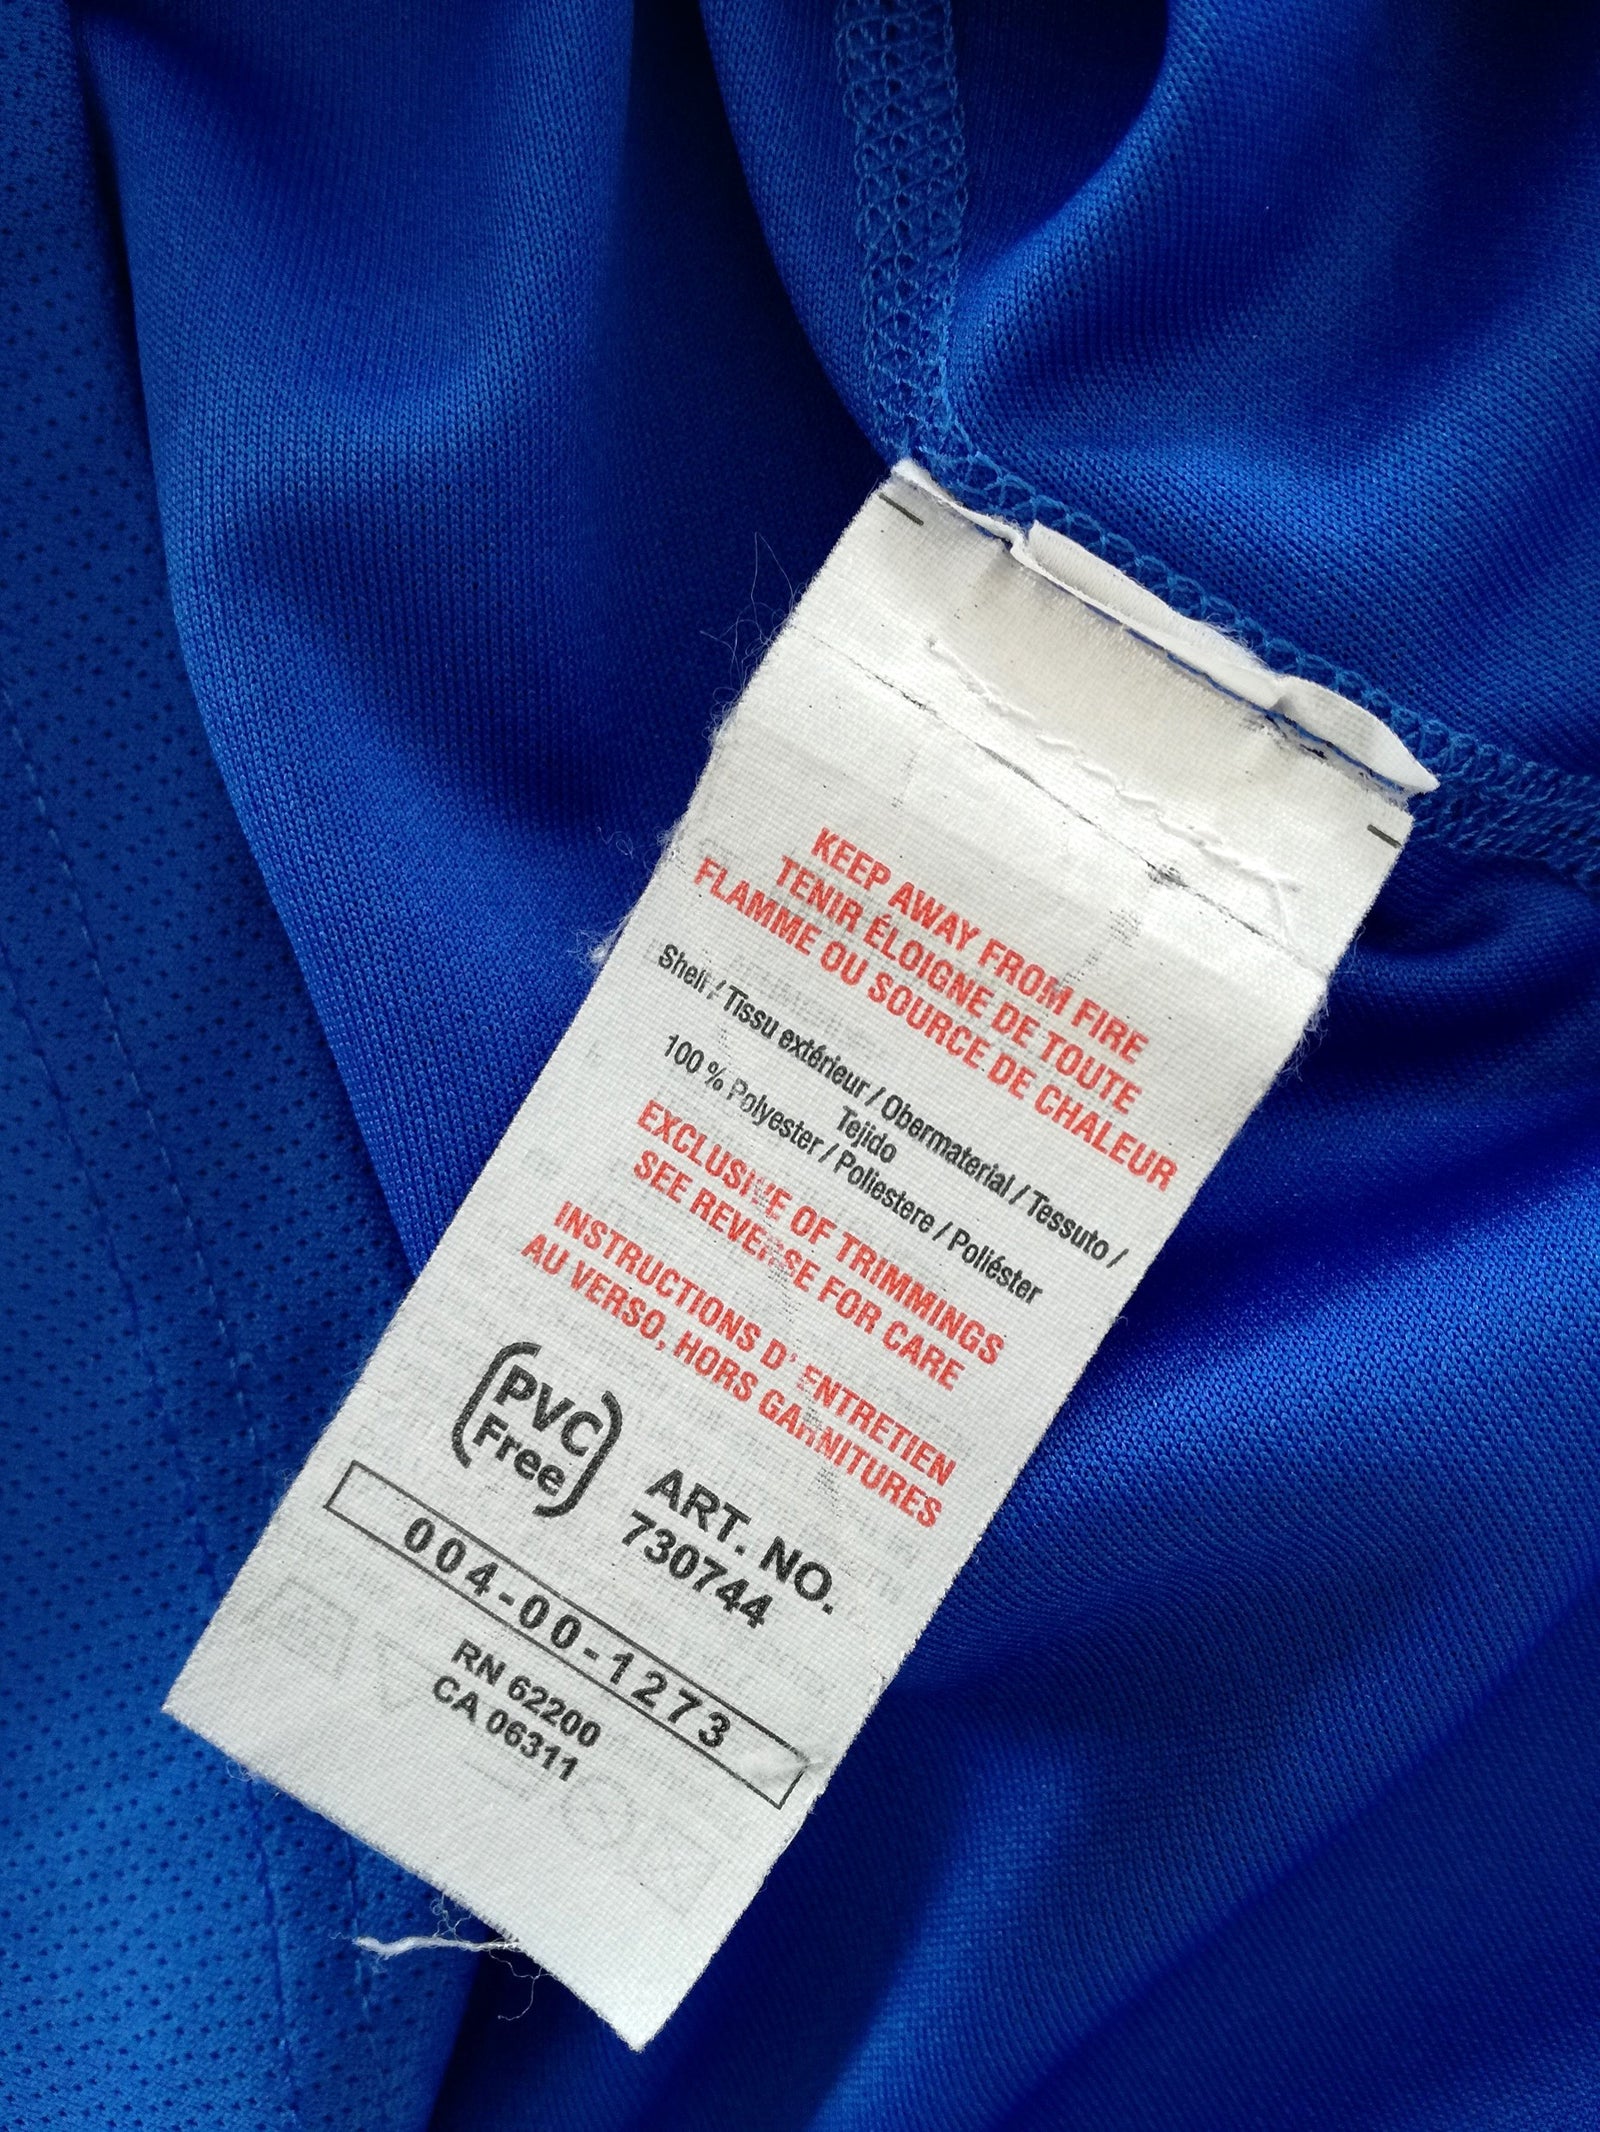 KEEP AWAY FROM FIRE
TENIR ÉLOIGNE DE TOUTE
FLAMME OU SOURCE DE CHALEUR
Shell / Tissu extérieur / Obermaterial / Tessuto /
Tejido
100 % Polyester / Poliestere / Poliéster
EXCLUSIVE OF TRIMMINGS
SEE REVERSE FOR CARE
INSTRUCTIONS D' ENTRETIEN
AU VERSO, HORS GARNITURES
PVC
Free
ART. NO.
730744
004-00-1273
RN 62200
CA 06311